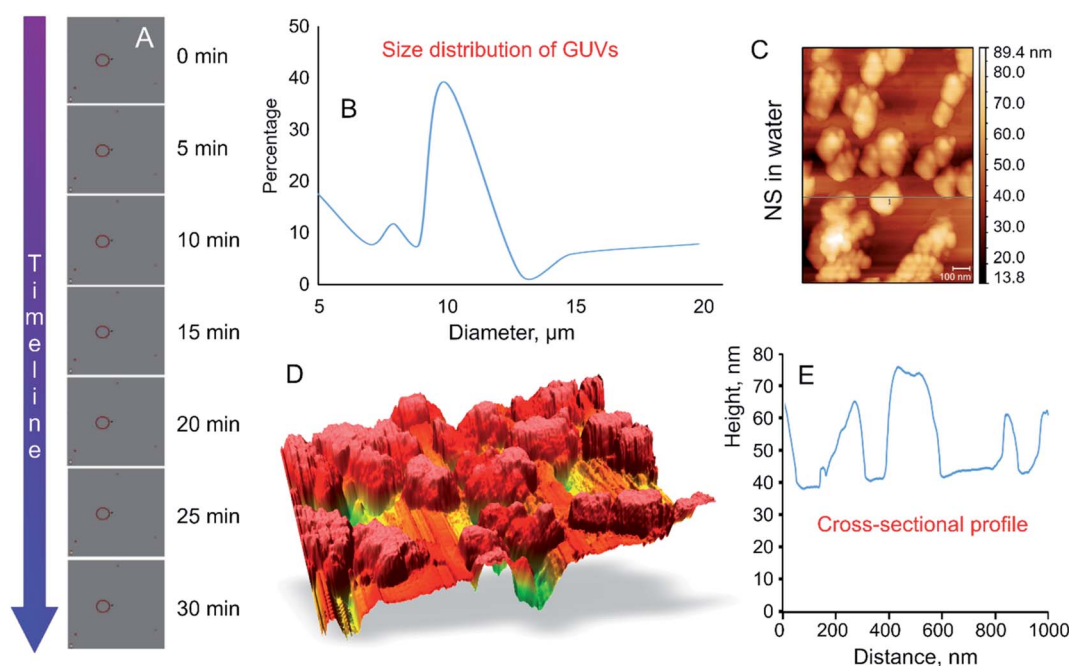 Timeline
A
0 min
5 min
10 min
15 min
20 min
25 min
30 min
B
Size distribution of GUVs
Percentage
50
40
30
20
10
0
5
10
15
20
Diameter, µm
C
NS in water
89.4 nm
80.0
70.0
60.0
50.0
40.0
30.0
20.0
13.8
1
100 nm
D
E
Height, nm
80
70
60
50
40
30
20
10
0
Cross-sectional profile
0
200
400
600
800
1000
Distance, nm